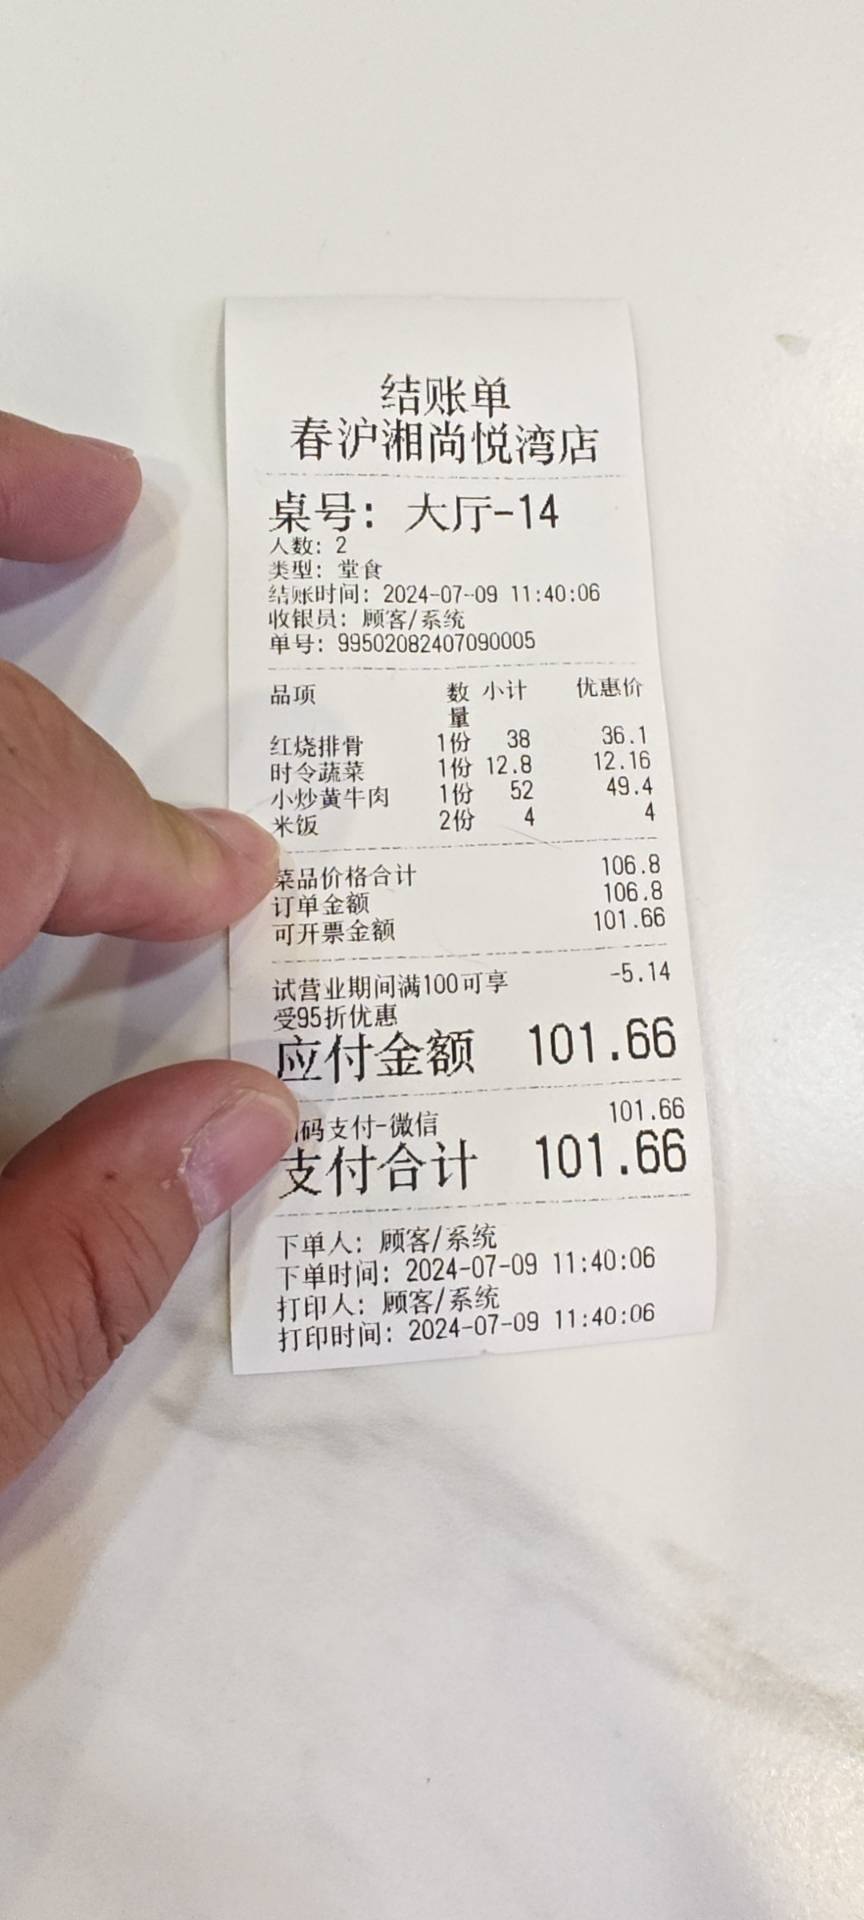 结账单
春沪湘尚悦湾店
桌号：大厅-14
人数：2
类型：堂食
结账时间：2024-07-09 11:40:06
收银员：顾客/系统
单号：99502082407090005
品项 数量 小计 优惠价
红烧排骨 1份 38 36.1
时令蔬菜 1份 12.8 12.16
小炒黄牛肉 1份 52 49.4
米饭 2份 4 4
菜品价格合计 106.8
订单金额 106.8
可开票金额 101.66
试营业期间满100可享 -5.14
受95折优惠
应付金额 101.66
码支付-微信 101.66
支付合计 101.66
下单人：顾客/系统
下单时间：2024-07-09 11:40:06
打印人：顾客/系统
打印时间：2024-07-09 11:40:06